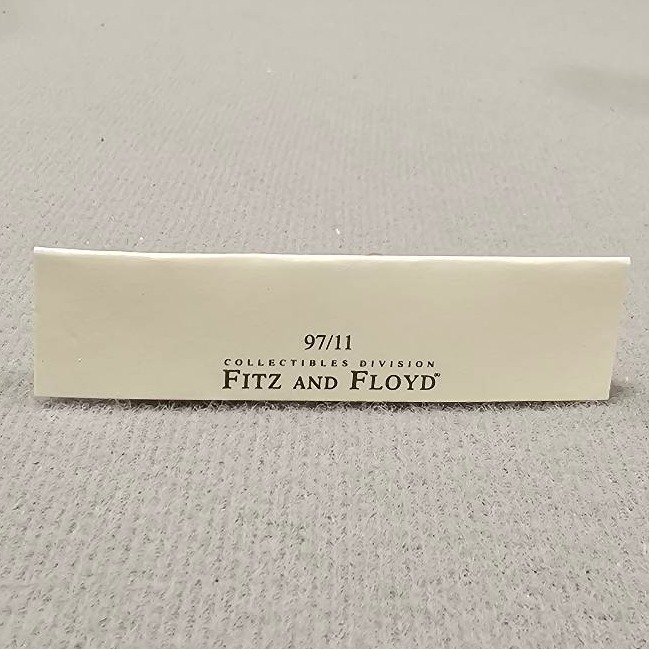 97/11
COLLECTIBLES DIVISION
FITZ AND FLOYD®